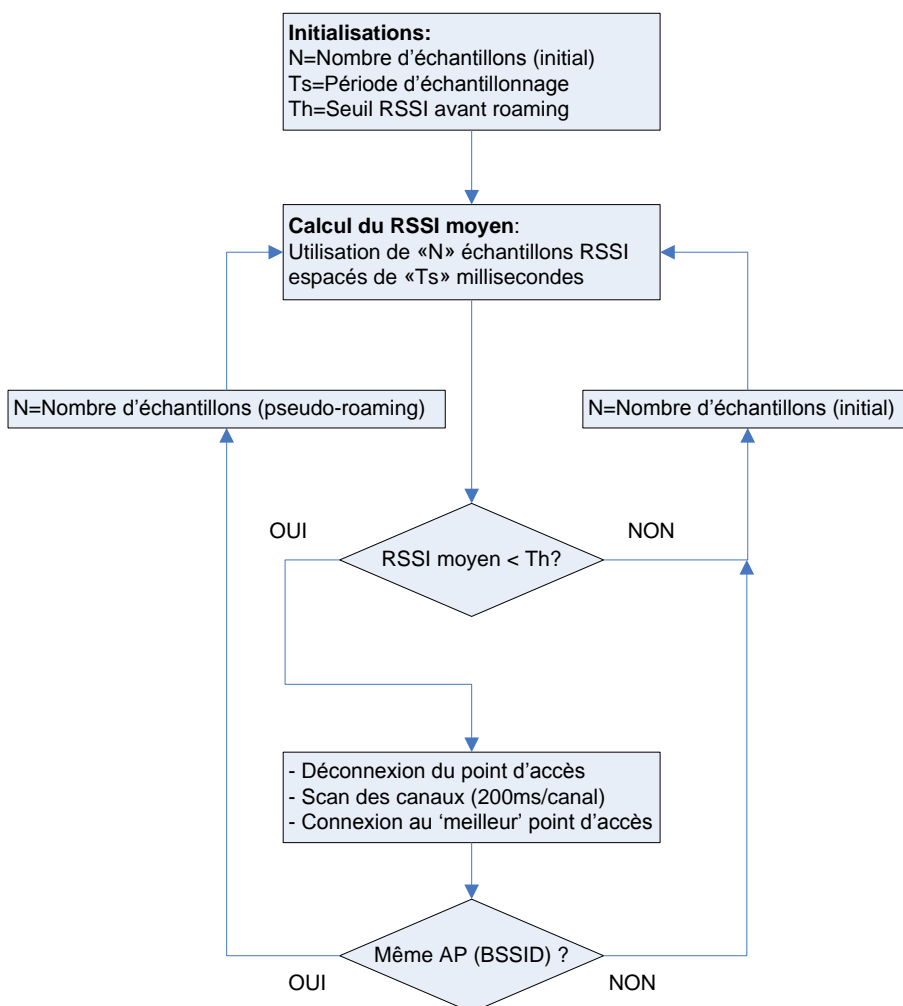 Initialisations:
N=Nombre d’échantillons (initial)
Ts=Période d’échantillonnage
Th=Seuil RSSI avant roaming
Calcul du RSSI moyen:
Utilisation de «N» échantillons RSSI
espacés de «Ts» millisecondes
N=Nombre d’échantillons (pseudo-roaming)
N=Nombre d’échantillons (initial)
OUI
NON
RSSI moyen < Th?
- Déconnexion du point d’accès
- Scan des canaux (200ms/canal)
- Connexion au ‘meilleur’ point d’accès
Même AP (BSSID) ?
OUI
NON